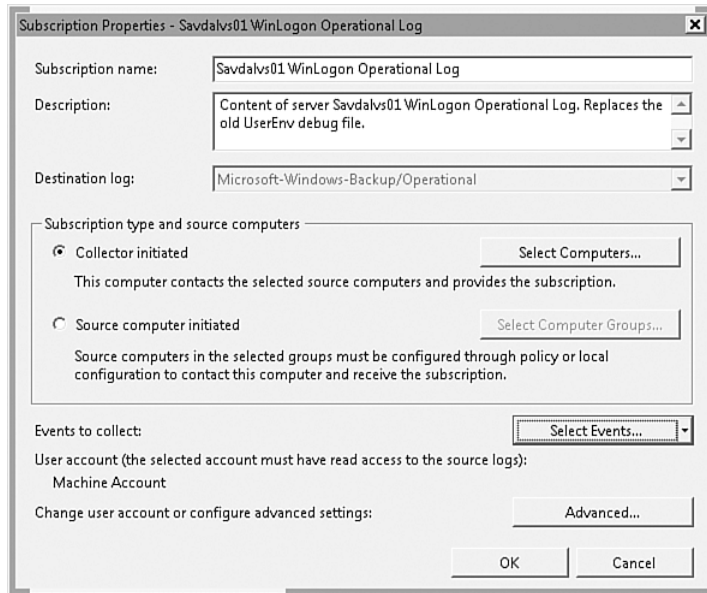 Subscription Properties - Savdalvs01 WinLogon Operational Log
Subscription name:
Savdalvs01 WinLogon Operational Log
Description:
Content of server Savdalvs01 WinLogon Operational Log. Replaces the
old UserEnv debug file.
Destination log:
Microsoft-Windows-Backup/Operational
Subscription type and source computers
Collector initiated
Select Computers...
This computer contacts the selected source computers and provides the subscription.
Source computer initiated
Select Computer Groups...
Source computers in the selected groups must be configured through policy or local
configuration to contact this computer and receive the subscription.
Events to collect:
Select Events...
User account (the selected account must have read access to the source logs):
Machine Account
Change user account or configure advanced settings:
Advanced...
OK
Cancel